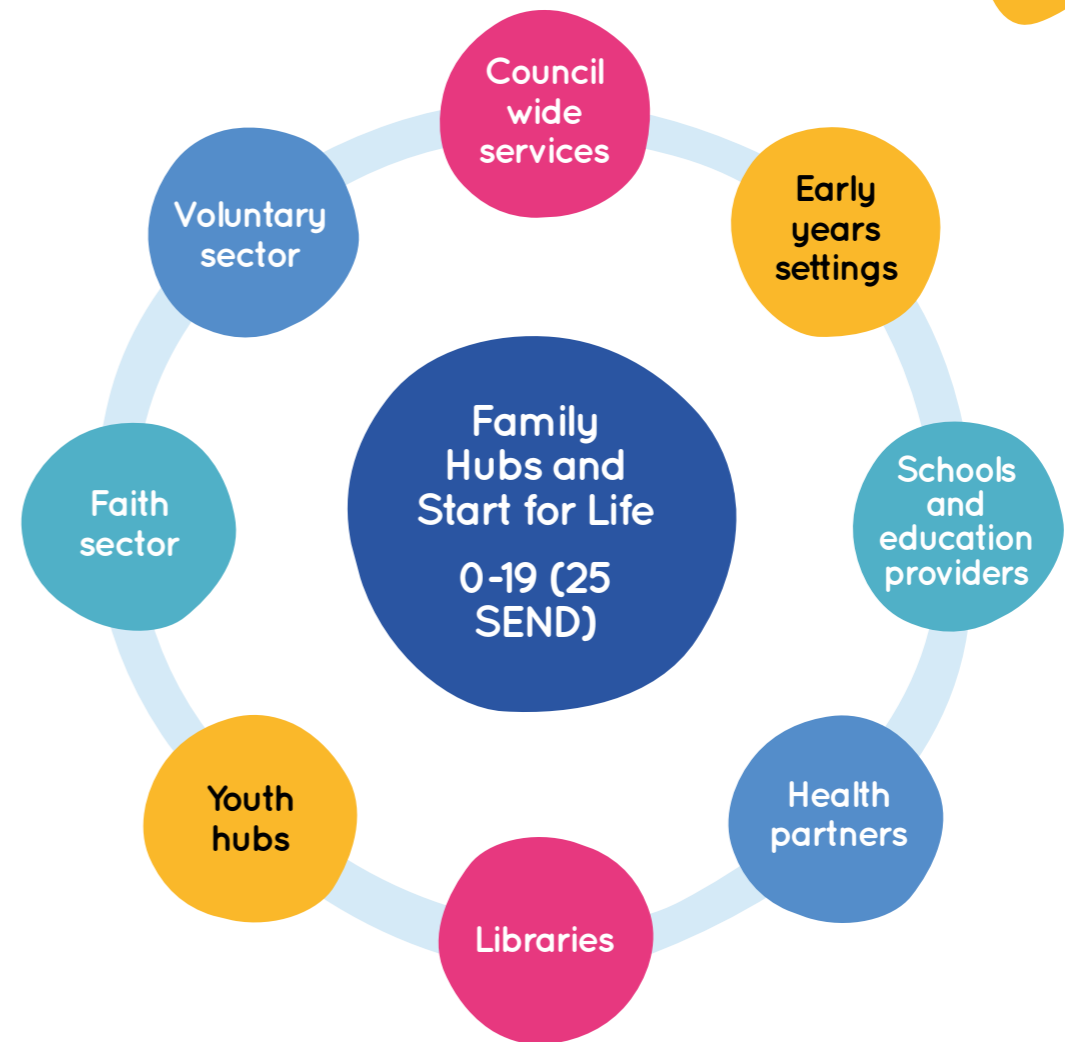 Council
wide
services
Early
years
settings
Schools
and
education
providers
Health
partners
Libraries
Youth
hubs
Faith
sector
Voluntary
sector
Family
Hubs and
Start for Life
0-19 (25
SEND)